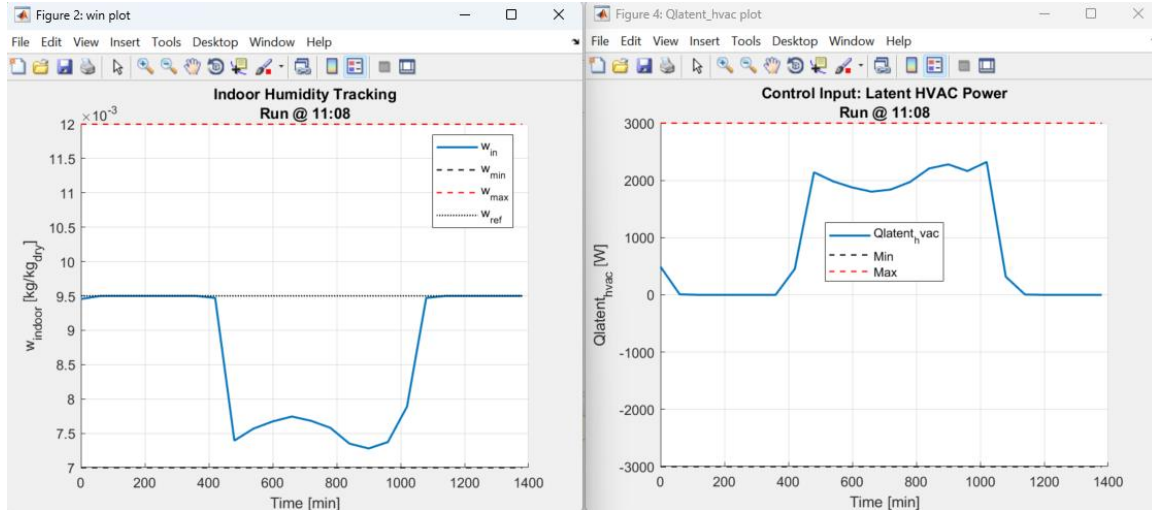 Figure 2: win plot
File Edit View Insert Tools Desktop Window Help
Indoor Humidity Tracking
Run @ 11:08
×10⁻³
12
11.5
11
10.5
10
9.5
9
8.5
8
7.5
7
w_indoor [kg/kg_dry]
w_in
w_min
w_max
w_ref
0 200 400 600 800 1000 1200 1400
Time [min]
Figure 4: Qlatent_hvac plot
File Edit View Insert Tools Desktop Window Help
Control Input: Latent HVAC Power
Run @ 11:08
3000
2000
1000
0
-1000
-2000
-3000
Qlatent_hvac [W]
Qlatent_hvac
Min
Max
0 200 400 600 800 1000 1200 1400
Time [min]